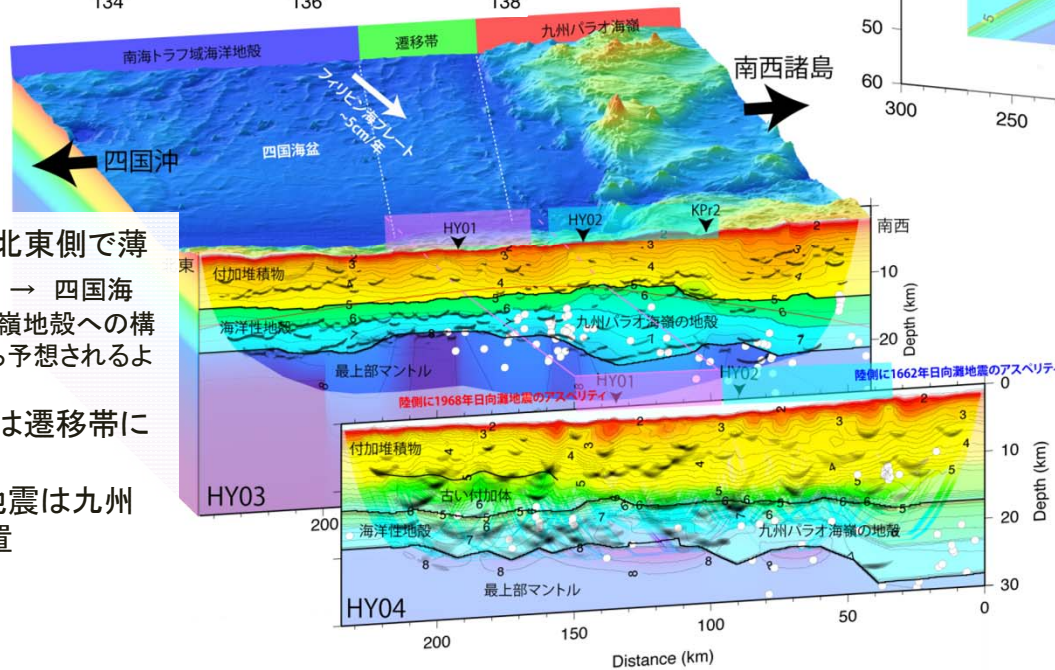 134 136 138
南海トラフ域海洋地殻
遷移帯
九州パラオ海嶺
50
60
300
250
5
フィリピン海プレート
~5cm/年
四国海盆
南西諸島
四国沖
北東側で薄
→ 四国海
嶺地殻への構
ら予想されるよ
は遷移帯に
地震は九州
置
東
南西
HY01
HY02
KPr2
付加堆積物
海洋性地殻
九州パラオ海嶺の地殻
最上部マントル
10
20
Depth (km)
HY03
200
陸側に1968年日向灘地震のアスペリティ
HY01
HY02
陸側に1662年日向灘地震のアスペリティ
付加堆積物
古い付加体
海洋性地殻
九州パラオ海嶺の地殻
最上部マントル
0
10
20
30
Depth (km)
HY04
200
150
100
50
0
Distance (km)